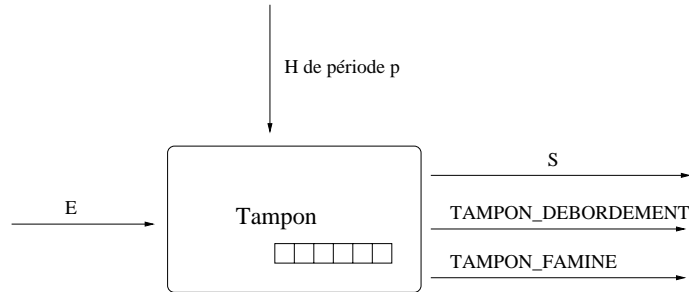 H de période p
S
E
TAMPON_DEBORDEMENT
Tampon
TAMPON_FAMINE